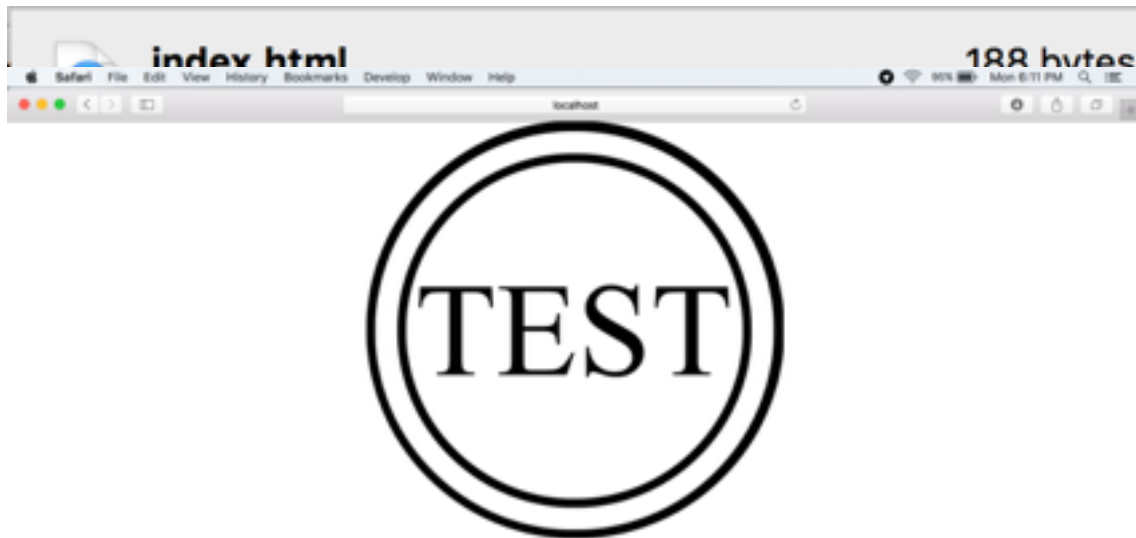 index.html 188 bytes
Safari File Edit View History Bookmarks Develop Window Help 95% Mon 6:11 PM
localhost
TEST